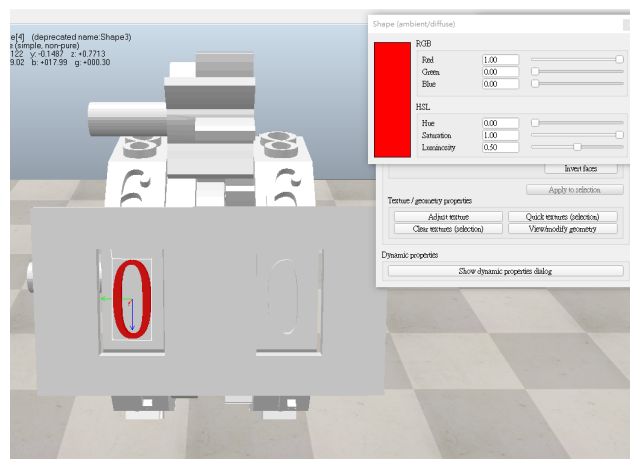 e[4] (deprecated name:Shape3)
e (simple, non-pure)
122 y:-0.1487 z:+0.7713
9.02 b:+017.99 g:+000.30
Shape (ambient/diffuse)
RGB
Red 1.00
Green 0.00
Blue 0.00
HSL
Hue 0.00
Saturation 1.00
Luminosity 0.50
Invert faces
Apply to selection
Texture / geometry properties
Adjust texture Quick textures (selection)
Clear textures (selection) View/modify geometry
Dynamic properties
Show dynamic properties dialog
0 0